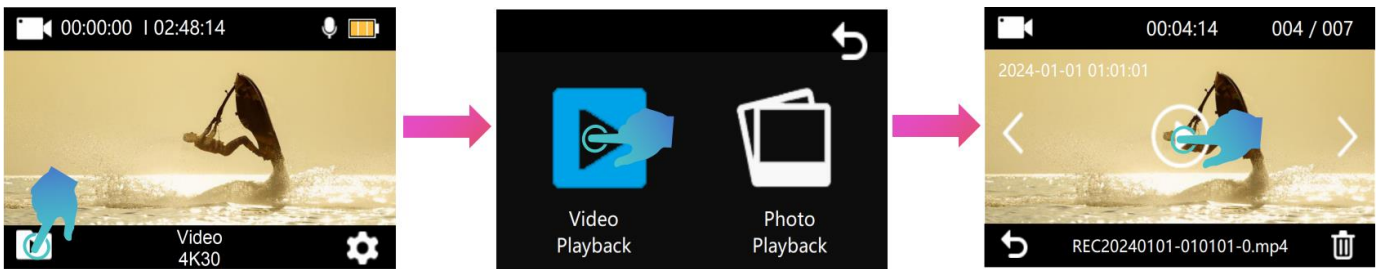 00:00:00 I 02:48:14
Video
4K30
Video
Playback
Photo
Playback
00:04:14 004 / 007
2024-01-01 01:01:01
REC20240101-010101-0.mp4